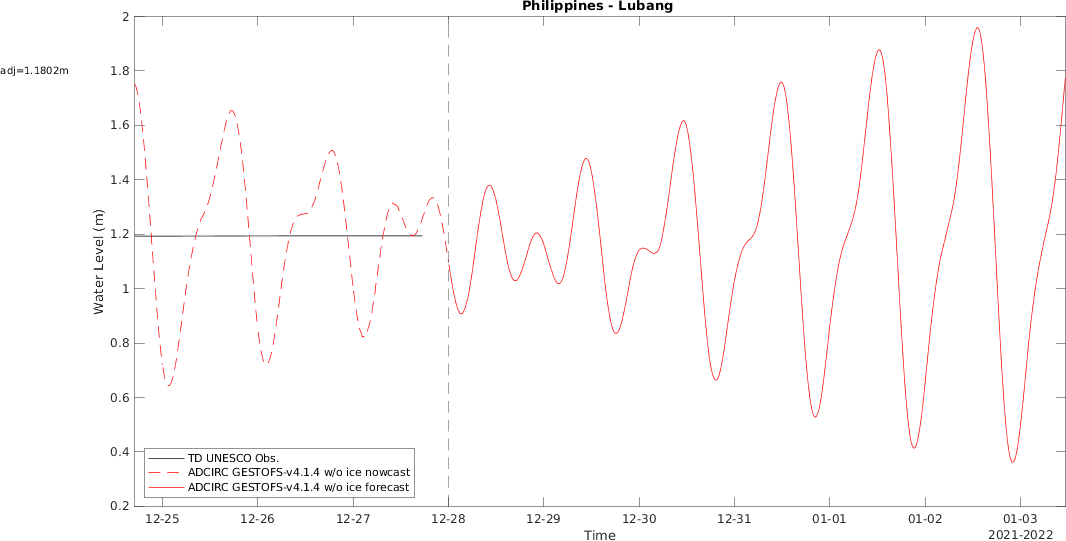 Philippines - Lubang
adj=1.1802m
2
1.8
1.6
1.4
1.2
1
0.8
0.6
0.4
0.2
Water Level (m)
TD UNESCO Obs.
ADCIRC GESTOFS-v4.1.4 w/o ice nowcast
ADCIRC GESTOFS-v4.1.4 w/o ice forecast
12-25 12-26 12-27 12-28 12-29 12-30 12-31 01-01 01-02 01-03
Time
2021-2022